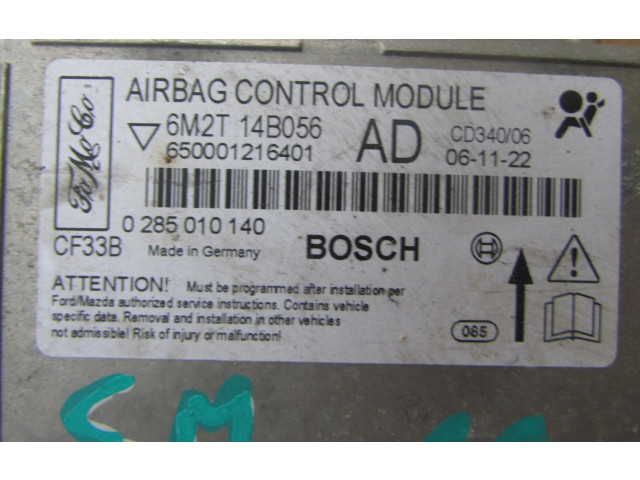 FoMoCo
AIRBAG CONTROL MODULE
6M2T 14B056 AD CD340/06
650001216401 06-11-22
0 285 010 140
CF33B Made in Germany BOSCH
ATTENTION! Must be programmed after installation per
Ford/Mazda authorized service instructions. Contains vehicle
specific data. Removal and installation in other vehicles
not admissible! Risk of injury or malfunction!
085
SM